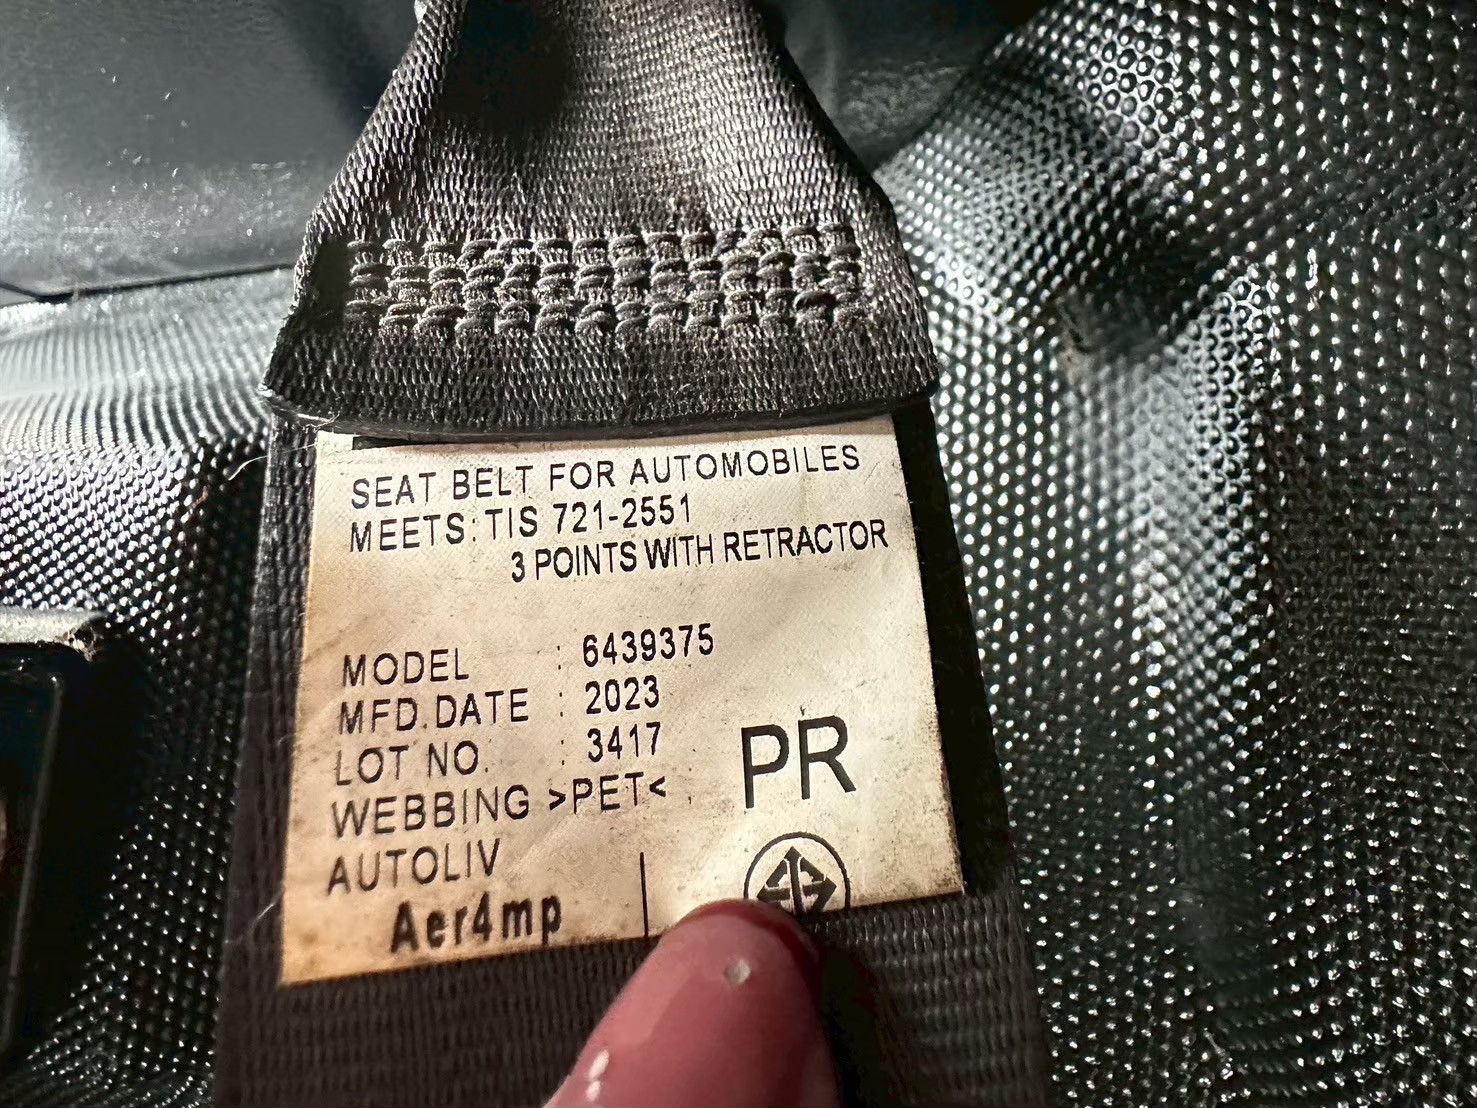 SEAT BELT FOR AUTOMOBILES
MEETS: TIS 721-2551
3 POINTS WITH RETRACTOR
MODEL : 6439375
MFD.DATE : 2023
LOT NO. : 3417
WEBBING >PET<
PR
AUTOLIV
Aer4mp